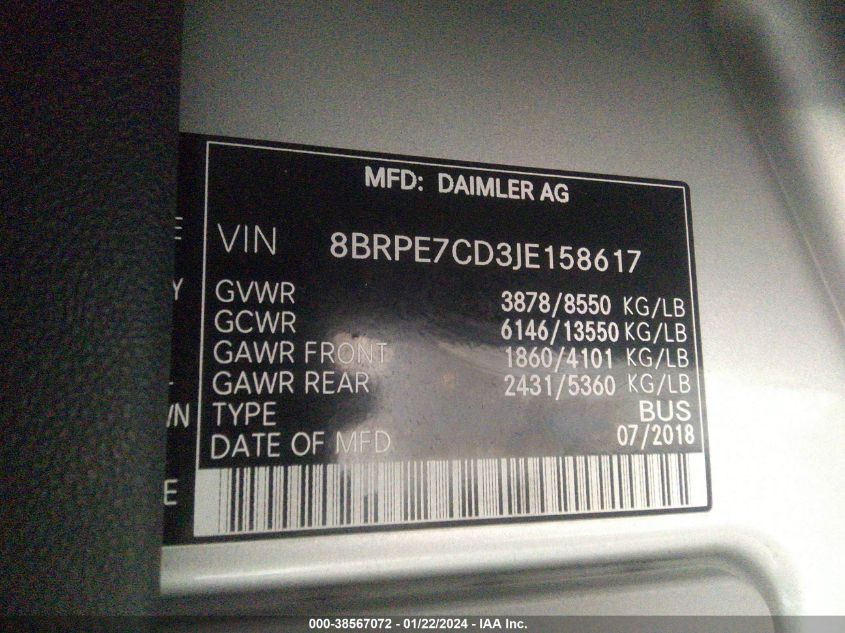 MFD: DAIMLER AG
VIN 8BRPE7CD3JE158617
GVWR 3878/8550 KG/LB
GCWR 6146/13550 KG/LB
GAWR FRONT 1860/4101 KG/LB
GAWR REAR 2431/5360 KG/LB
TYPE BUS
DATE OF MFD 07/2018
000-38567072 - 01/22/2024 - IAA Inc.